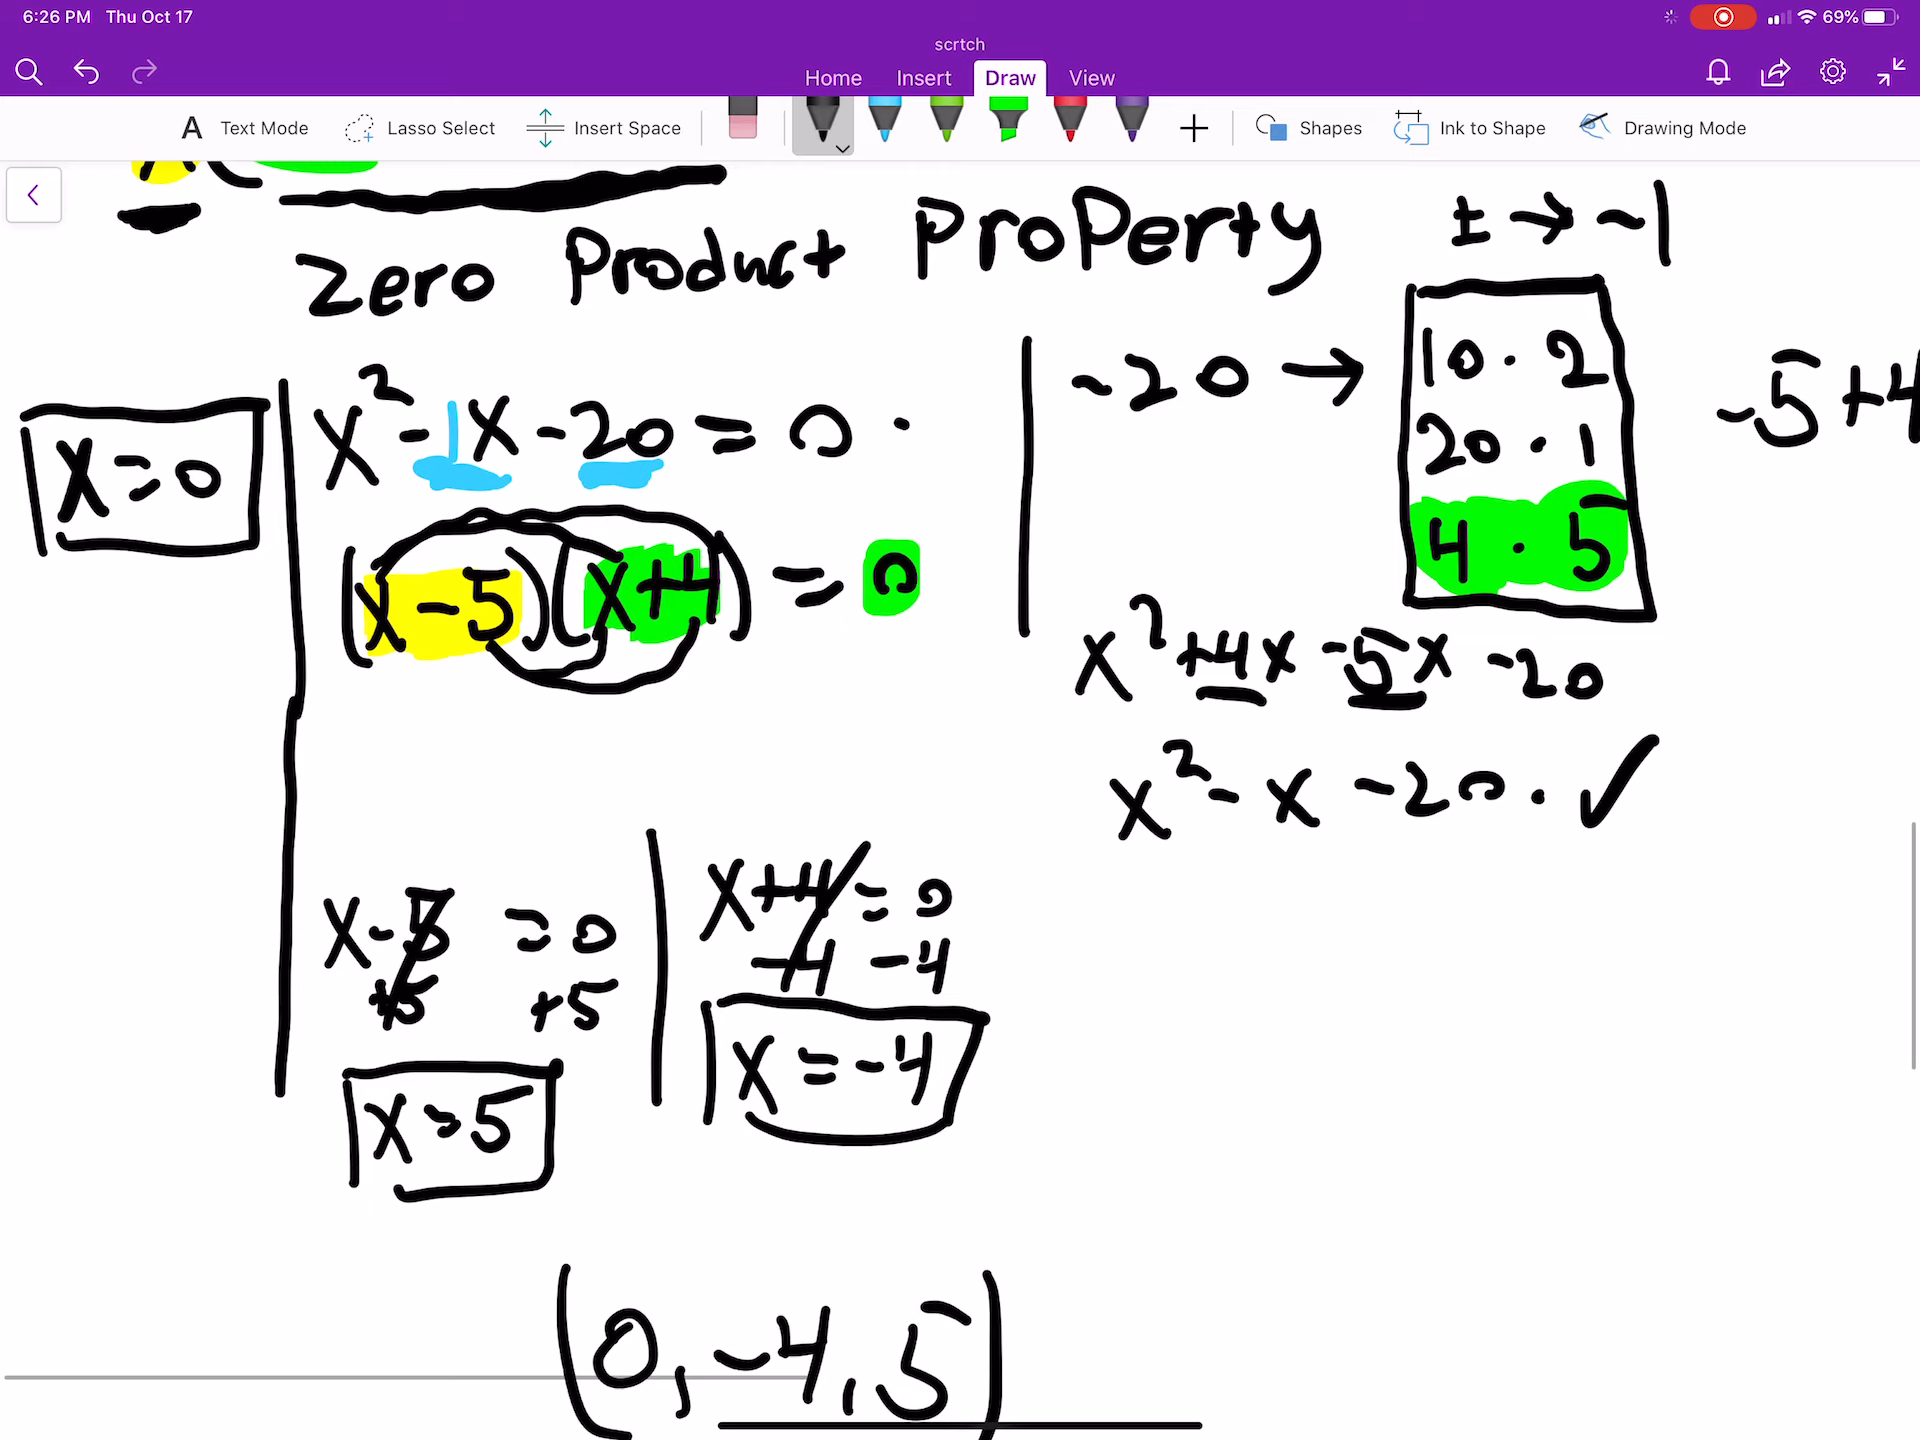 6:26 PM Thu Oct 17
69%
scrtch
Home Insert Draw View
A Text Mode Lasso Select Insert Space Shapes Ink to Shape Drawing Mode
zero Product ProPerty ± → -1
x = 0
x² - 1x - 20 = 0 .
-20 →
10 · 2
20 · 1
4 · 5
-5 + 4
(x - 5)(x + 4) = 0
x² + 4x - 5x - 20
x² - x - 20 . ✓
x - 5 = 0
+5 +5
x = 5
x + 4 = 0
-4 -4
x = -4
(0, -4, 5)